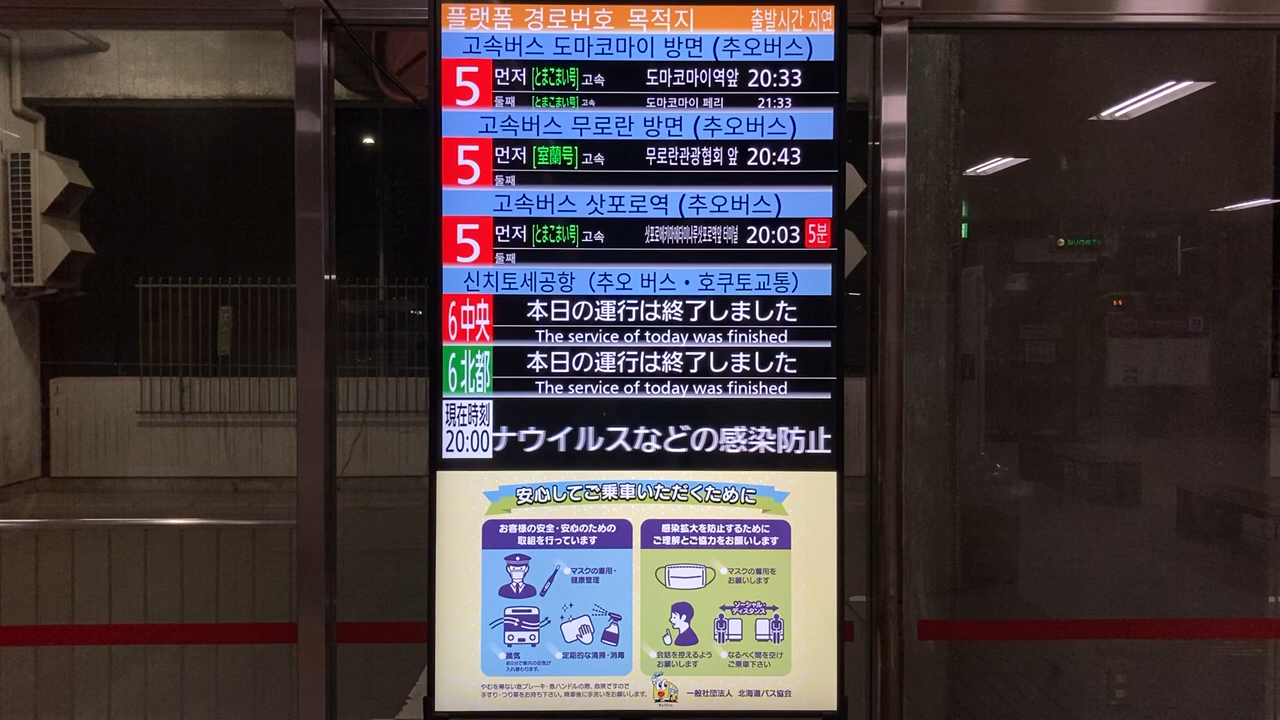 플랫폼 경로번호 목적지 출발시간 지연
고속버스 도마코마이 방면 (추오버스)
5 먼저 [とまこまい号] 고속 도마코마이역앞 20:33
둘째 [とまこまい号] 고속 도마코마이 페리 21:33
고속버스 무로란 방면 (추오버스)
5 먼저 [室蘭号] 고속 무로란관광협회 앞 20:43
둘째
고속버스 삿포로역 (추오버스)
5 먼저 [とまこまい号] 고속 20:03 5분
둘째
신치토세공항 (추오 버스・호쿠토교통)
6 中央 本日の運行は終了しました
The service of today was finished
6 北都 本日の運行は終了しました
The service of today was finished
現在時刻
20:00 ナウイルスなどの感染防止
安心してご乗車いただくために
お客様の安全・安心のための
取組を行っています
マスクの着用・
健康管理
換気
約5分で車内の空気が
入れ替わります。
定期的な清掃・消毒
感染拡大を防止するために
ご理解とご協力をお願いします
マスクの着用を
お願いします
ソーシャル・
ディスタンス
会話を控えるよう
お願いします
なるべく間を空け
ご乗車下さい
やむを得ない急ブレーキ・急ハンドルの際、危険ですので
手すり・つり革をお持ち下さい。降車後に手洗いをお願いします。
一般社団法人 北海道バス協会